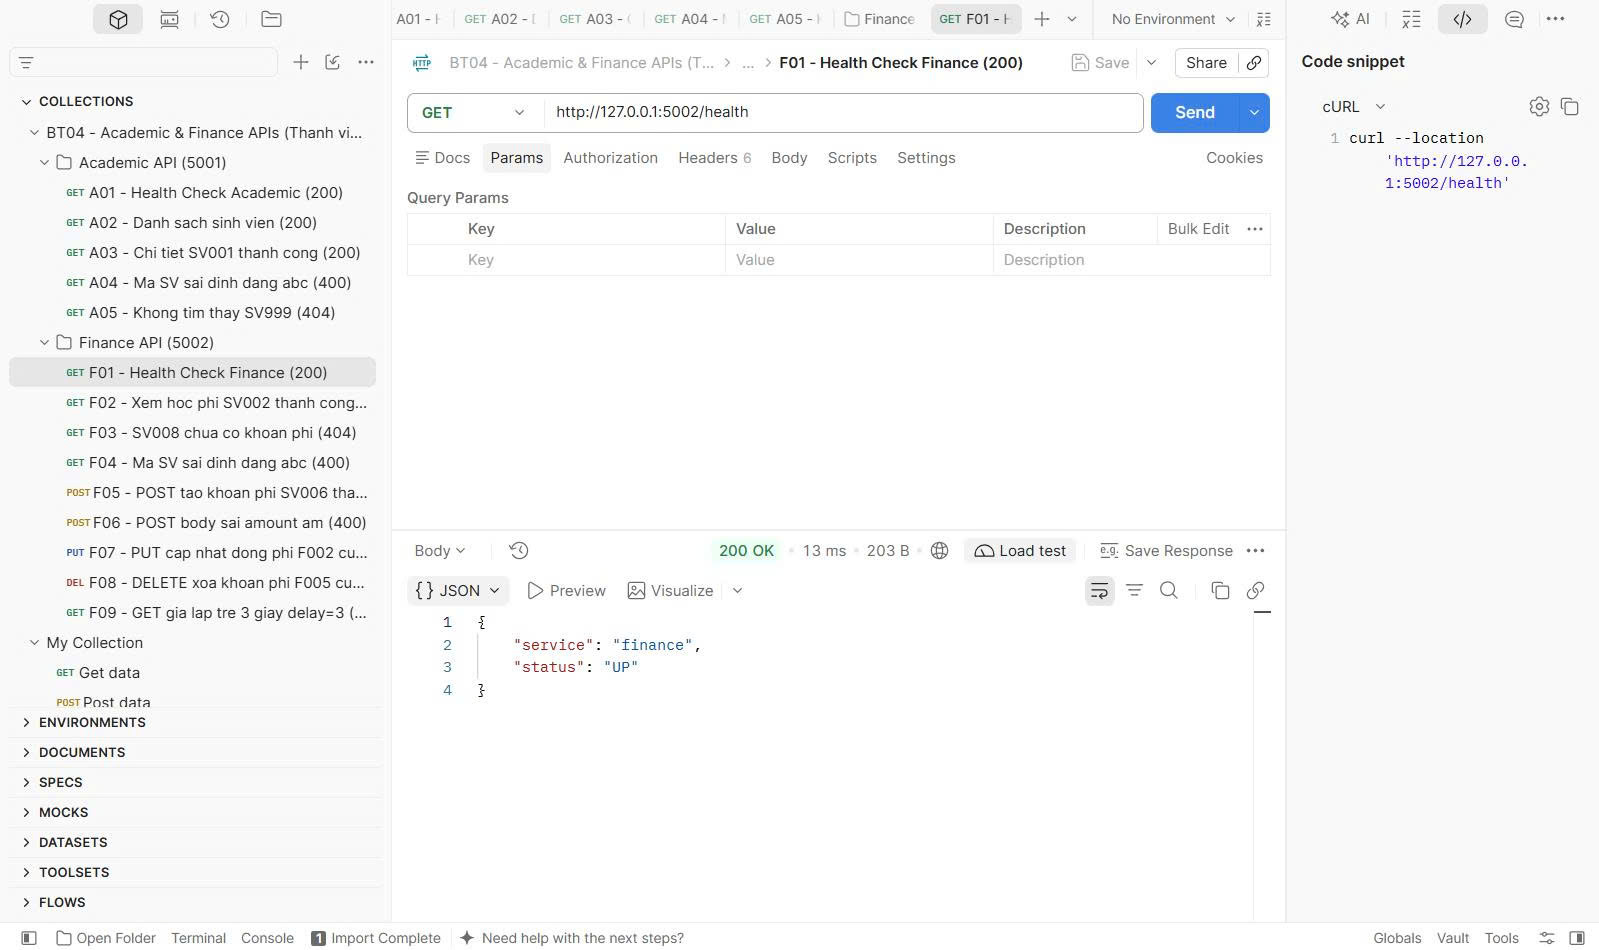 A01 - H
GET A02 - D
GET A03 - C
GET A04 - M
GET A05 - K
Finance
GET F01 - H
No Environment
AI
BT04 - Academic & Finance APIs (T... > ... > F01 - Health Check Finance (200)
Save
Share
Code snippet
GET
http://127.0.0.1:5002/health
Send
cURL
1 curl --location
'http://127.0.0.
1:5002/health'
Docs
Params
Authorization
Headers 6
Body
Scripts
Settings
Cookies
Query Params
Key Value Description Bulk Edit
Key Value Description
COLLECTIONS
BT04 - Academic & Finance APIs (Thanh vi...
Academic API (5001)
GET A01 - Health Check Academic (200)
GET A02 - Danh sach sinh vien (200)
GET A03 - Chi tiet SV001 thanh cong (200)
GET A04 - Ma SV sai dinh dang abc (400)
GET A05 - Khong tim thay SV999 (404)
Finance API (5002)
GET F01 - Health Check Finance (200)
GET F02 - Xem hoc phi SV002 thanh cong...
GET F03 - SV008 chua co khoan phi (404)
GET F04 - Ma SV sai dinh dang abc (400)
POST F05 - POST tao khoan phi SV006 tha...
POST F06 - POST body sai amount am (400)
PUT F07 - PUT cap nhat dong phi F002 cu...
DEL F08 - DELETE xoa khoan phi F005 cu...
GET F09 - GET gia lap tre 3 giay delay=3 (...
My Collection
GET Get data
POST Post data
ENVIRONMENTS
DOCUMENTS
SPECS
MOCKS
DATASETS
TOOLSETS
FLOWS
Body
200 OK
13 ms
203 B
Load test
e.g. Save Response
{} JSON
Preview
Visualize
1 {
2 "service": "finance",
3 "status": "UP"
4 }
Open Folder
Terminal
Console
1 Import Complete
Need help with the next steps?
Globals
Vault
Tools